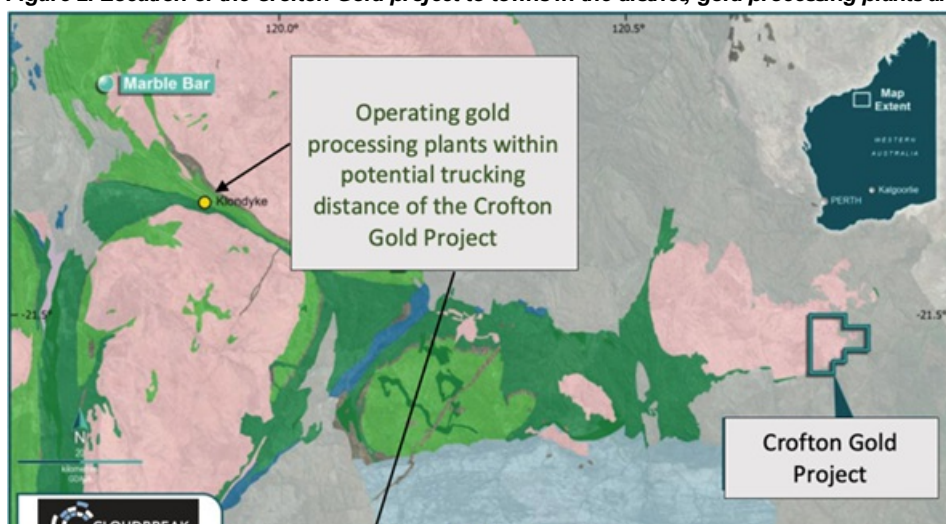 Figure 2. Location of the Crofton Gold project to towns in the district, gold processing plants an
120.0°
120.5°
Marble Bar
Map
Extent
WESTERN
AUSTRALIA
Kalgoorlie
PERTH
Operating gold
processing plants within
potential trucking
distance of the Crofton
Gold Project
Klondyke
-21.5°
-21.5°
Crofton Gold
Project
N
20
CLOUDBREAK